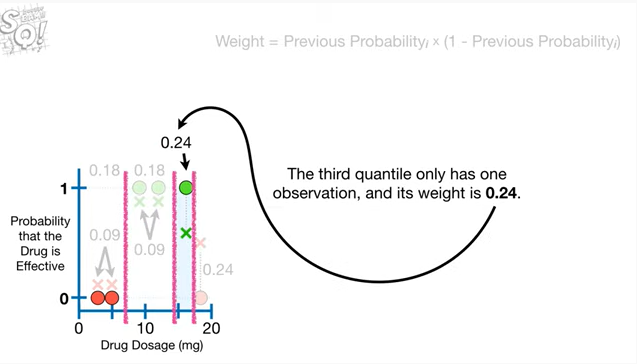 SQ!
Weight = Previous Probabilityᵢ x (1 - Previous Probabilityᵢ)
0.24
The third quantile only has one
observation, and its weight is 0.24.
0.18 0.18
1
Probability
that the
Drug is
Effective
0.09
0.09
0.24
0
0 10 20
Drug Dosage (mg)